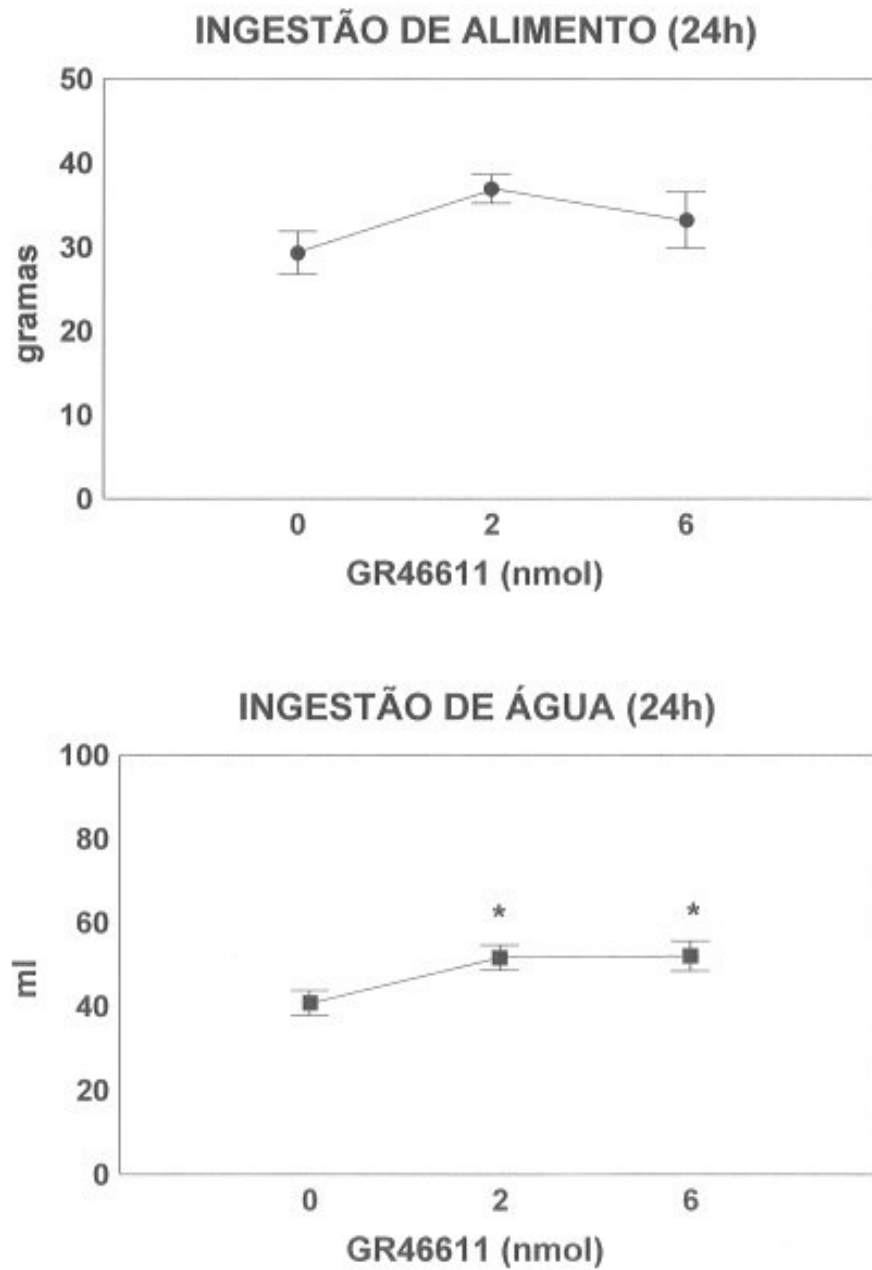 INGESTÃO DE ALIMENTO (24h)
50
40
30
20
10
0
gramas
0 2 6
GR46611 (nmol)
INGESTÃO DE ÁGUA (24h)
100
80
60
40
20
0
ml
* *
0 2 6
GR46611 (nmol)